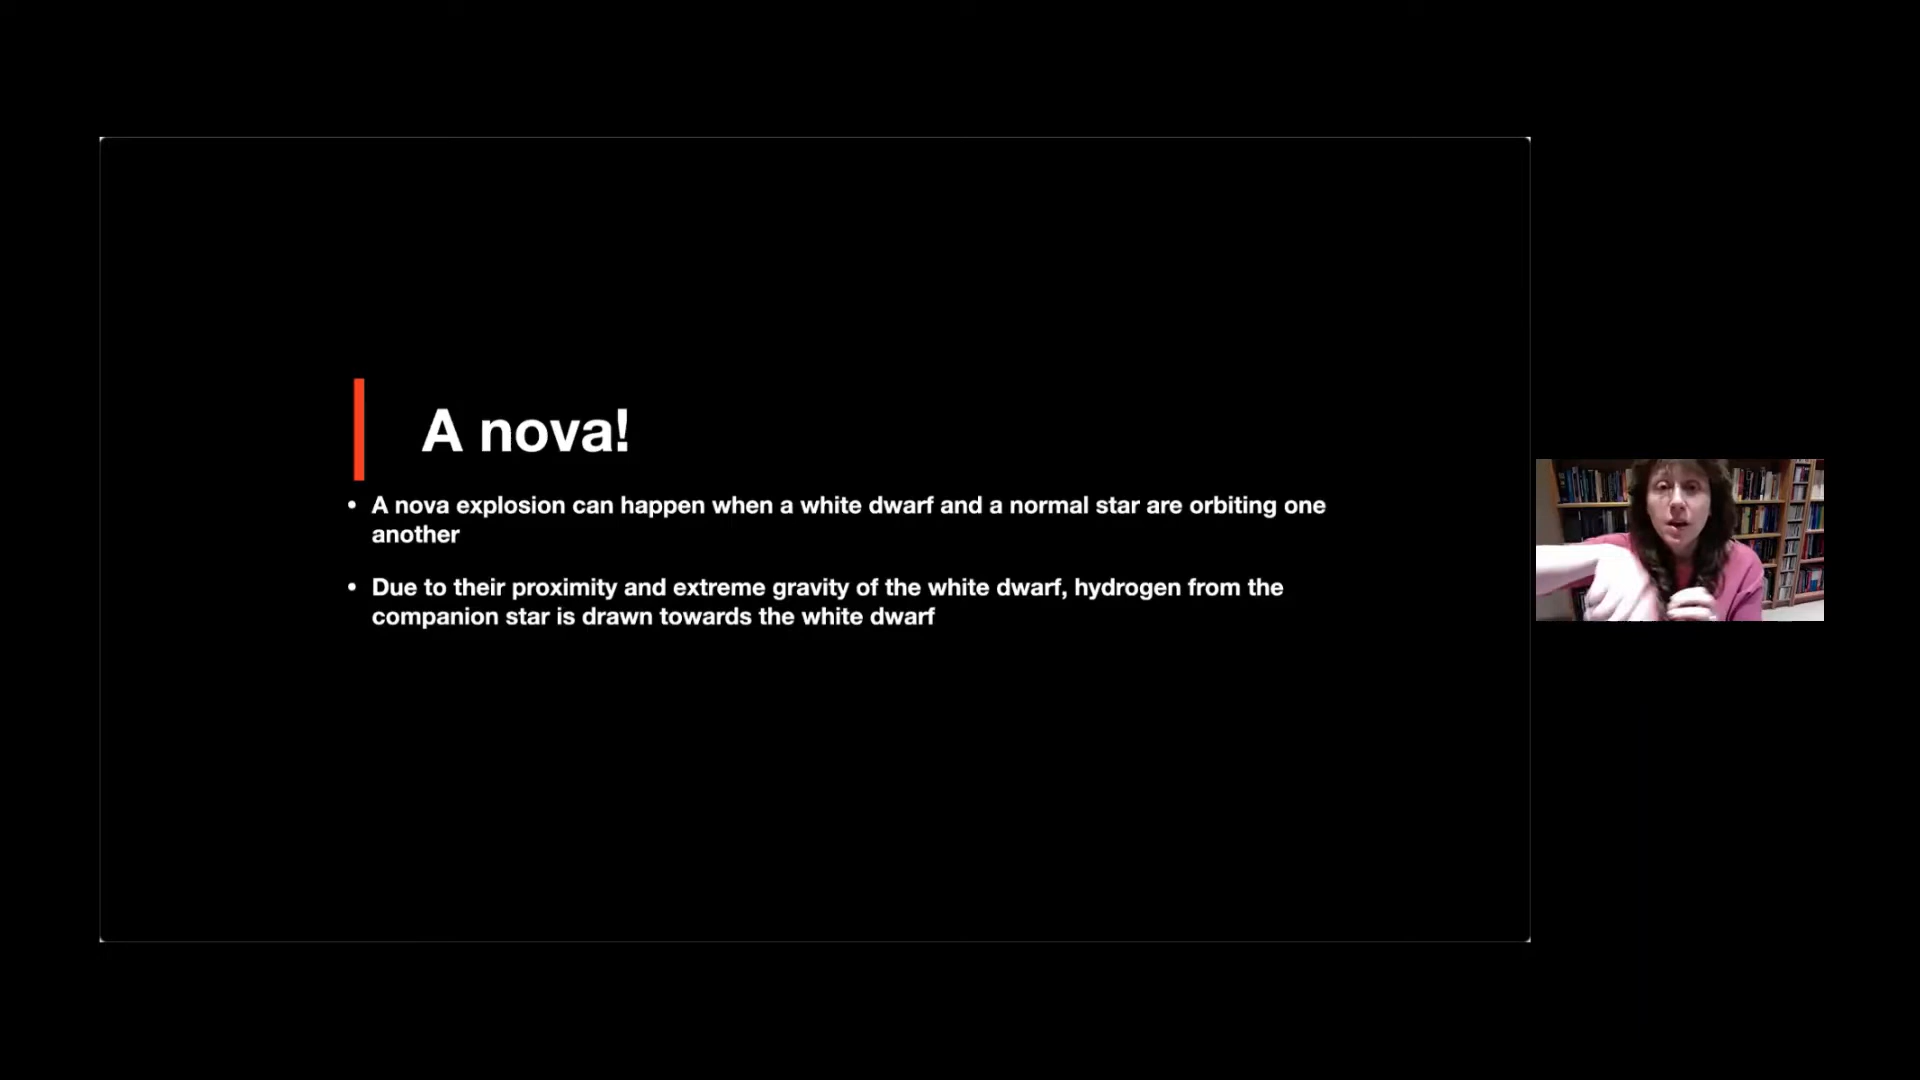 A nova!
• A nova explosion can happen when a white dwarf and a normal star are orbiting one
another
• Due to their proximity and extreme gravity of the white dwarf, hydrogen from the
companion star is drawn towards the white dwarf